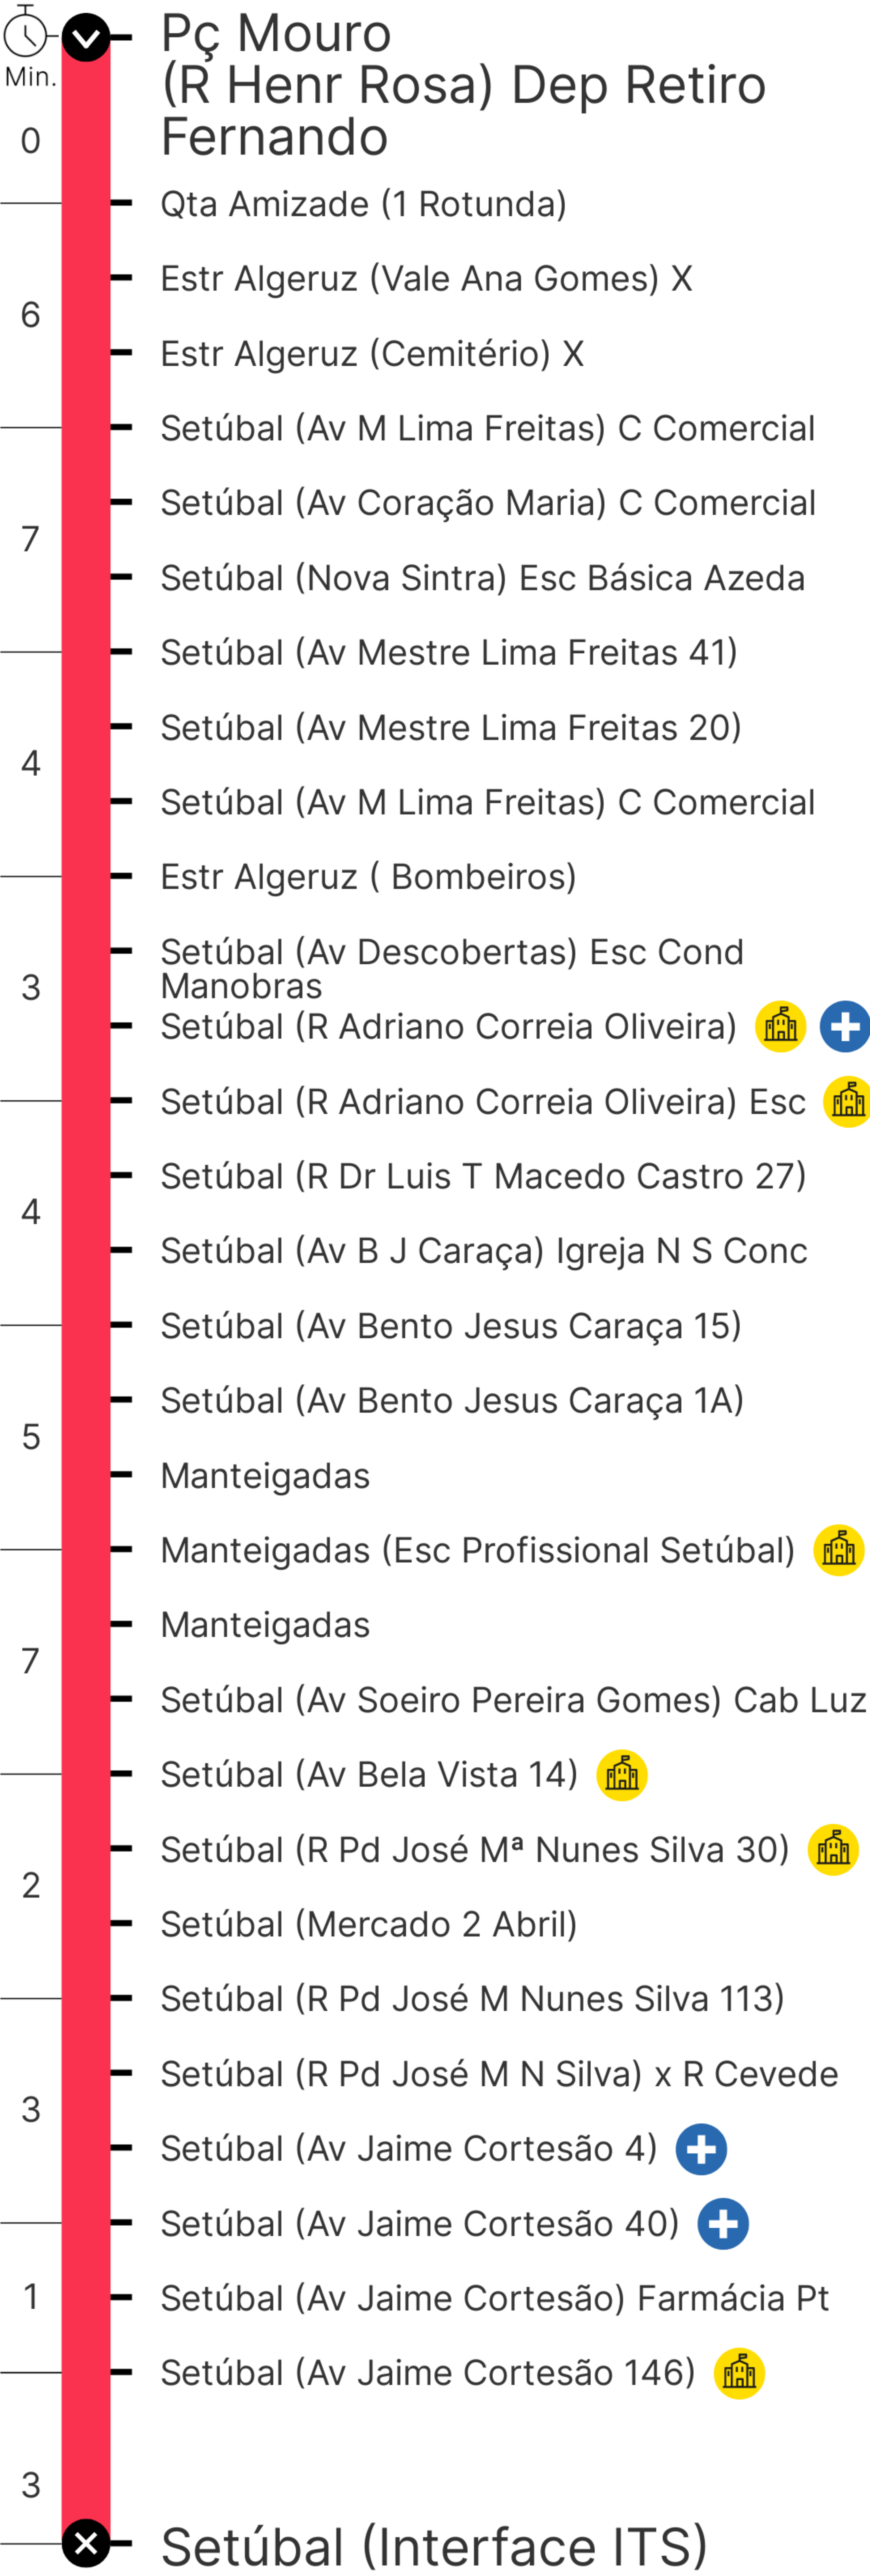 Pç Mouro
(R Henr Rosa) Dep Retiro
Fernando
Min.
0
Qta Amizade (1 Rotunda)
Estr Algeruz (Vale Ana Gomes) X
6
Estr Algeruz (Cemitério) X
Setúbal (Av M Lima Freitas) C Comercial
Setúbal (Av Coração Maria) C Comercial
7
Setúbal (Nova Sintra) Esc Básica Azeda
Setúbal (Av Mestre Lima Freitas 41)
Setúbal (Av Mestre Lima Freitas 20)
4
Setúbal (Av M Lima Freitas) C Comercial
Estr Algeruz ( Bombeiros)
Setúbal (Av Descobertas) Esc Cond
Manobras
3
Setúbal (R Adriano Correia Oliveira)
Setúbal (R Adriano Correia Oliveira) Esc
Setúbal (R Dr Luis T Macedo Castro 27)
4
Setúbal (Av B J Caraça) Igreja N S Conc
Setúbal (Av Bento Jesus Caraça 15)
Setúbal (Av Bento Jesus Caraça 1A)
5
Manteigadas
Manteigadas (Esc Profissional Setúbal)
Manteigadas
7
Setúbal (Av Soeiro Pereira Gomes) Cab Luz
Setúbal (Av Bela Vista 14)
Setúbal (R Pd José Mª Nunes Silva 30)
2
Setúbal (Mercado 2 Abril)
Setúbal (R Pd José M Nunes Silva 113)
Setúbal (R Pd José M N Silva) x R Cevede
3
Setúbal (Av Jaime Cortesão 4)
Setúbal (Av Jaime Cortesão 40)
1
Setúbal (Av Jaime Cortesão) Farmácia Pt
Setúbal (Av Jaime Cortesão 146)
3
Setúbal (Interface ITS)